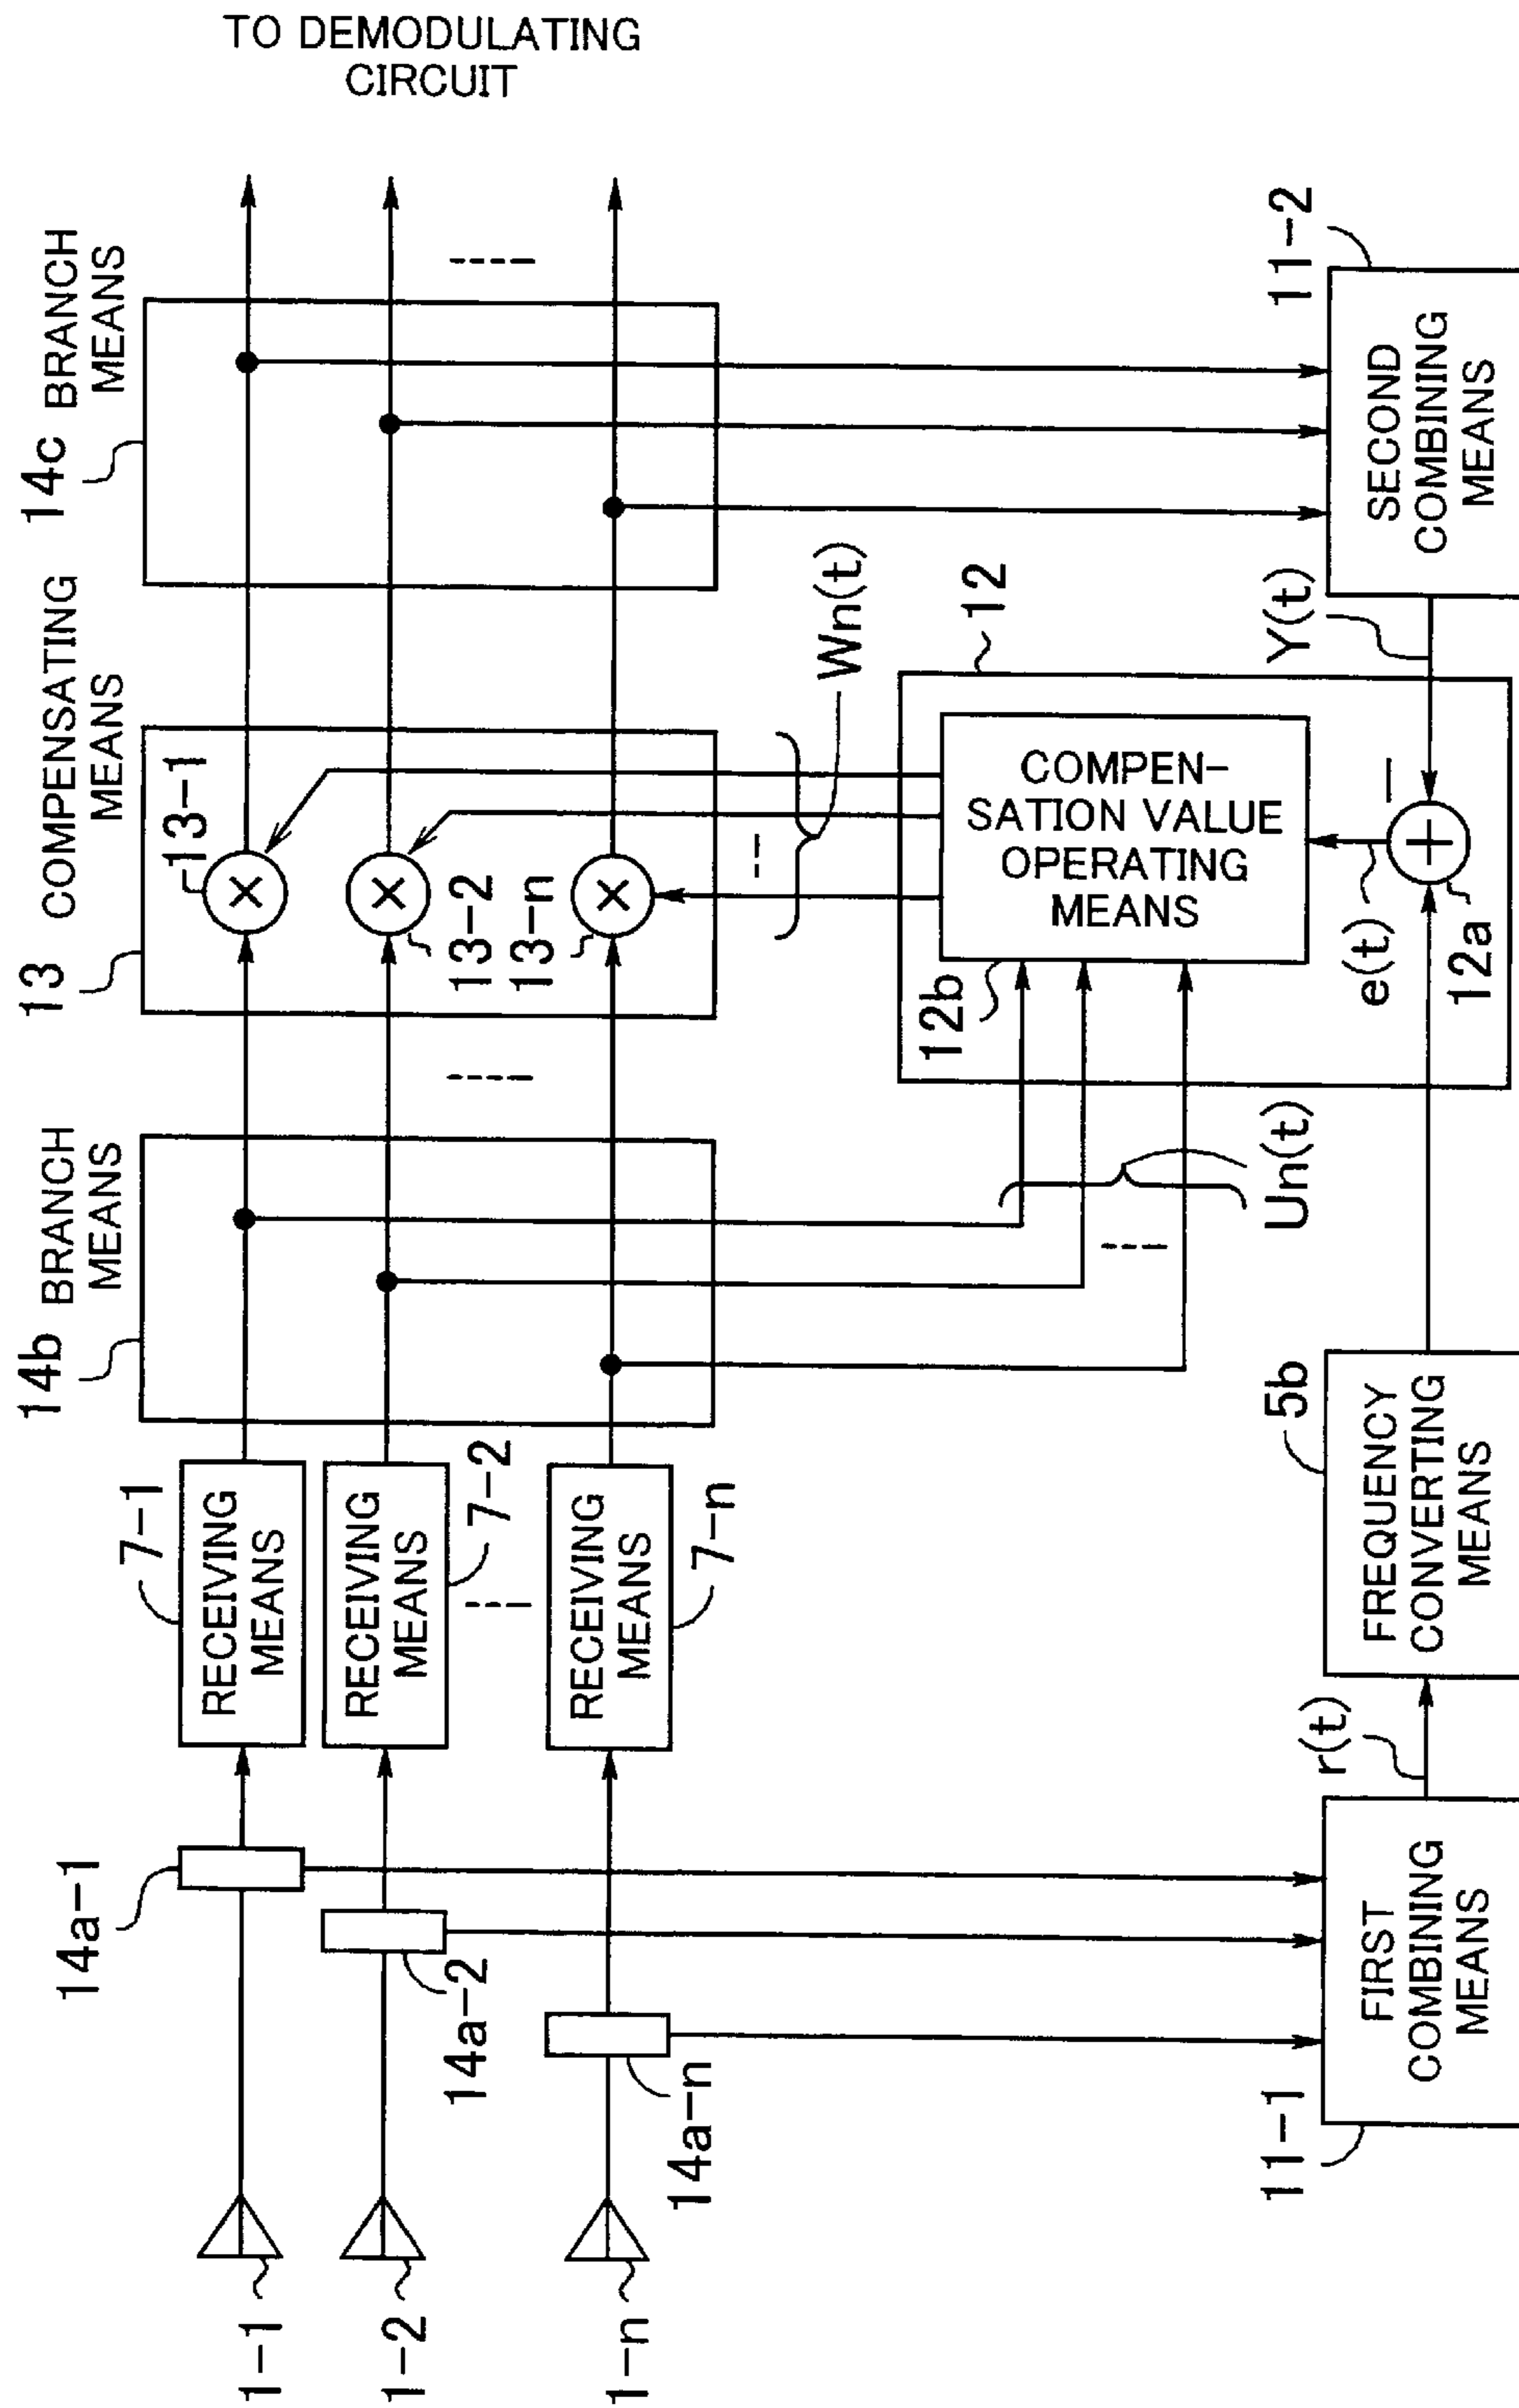 TO DEMODULATING
CIRCUIT
14b BRANCH
MEANS
13 COMPENSATING
MEANS
14c BRANCH
MEANS
13-1
13-2
13-n
7-1
RECEIVING
MEANS
7-2
RECEIVING
MEANS
7-n
RECEIVING
MEANS
14a-1
14a-2
14a-n
1-1
1-2
1-n
Wn(t)
Un(t)
12
12b
COMPEN-
SATION VALUE
OPERATING
MEANS
e(t)
+
−
12a
Y(t)
11-1
FIRST
COMBINING
MEANS
r(t)
5b
FREQUENCY
CONVERTING
MEANS
11-2
SECOND
COMBINING
MEANS